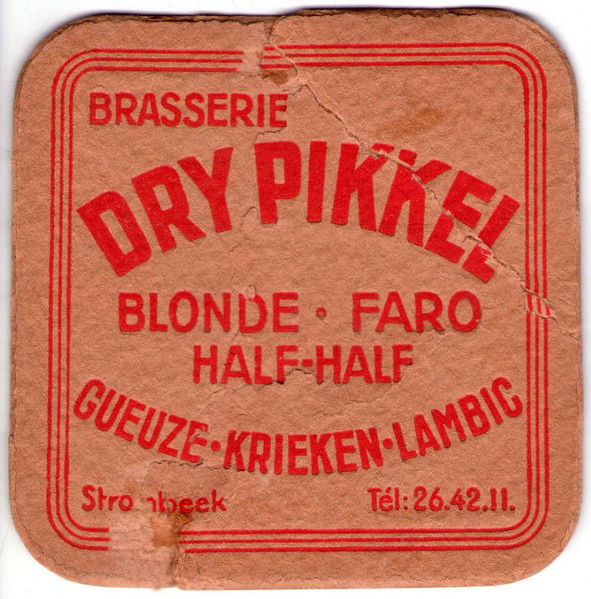 BRASSERIE
DRY PIKKEL
BLONDE • FARO
HALF-HALF
GUEUZE • KRIEKEN • LAMBIC
Strombeek Tél: 26.42.11.